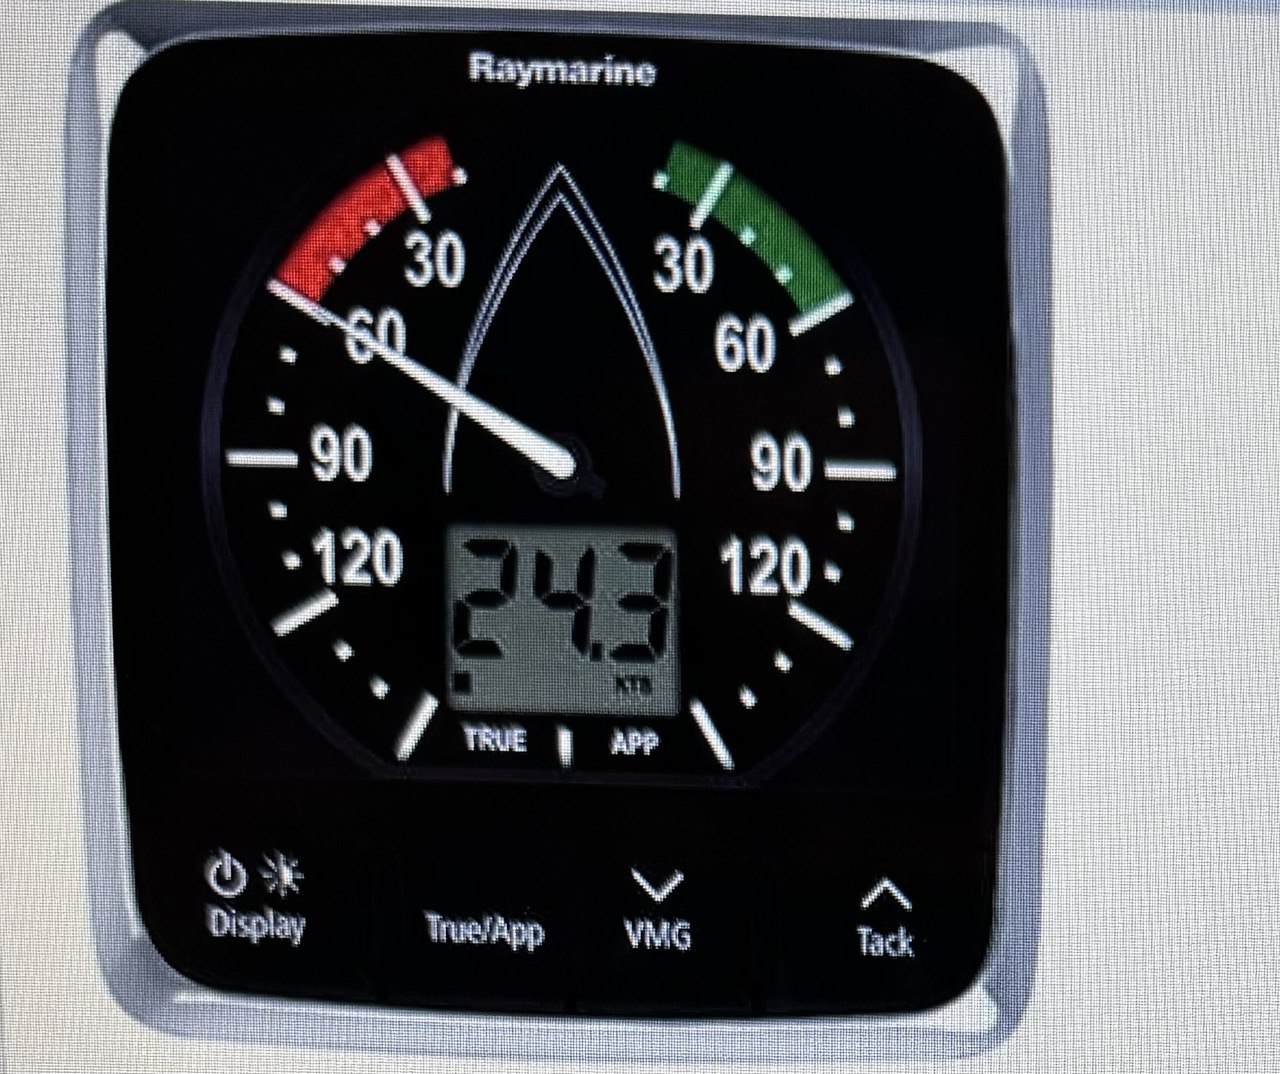 Raymarine
30 30
60 60
90 90
120 120
24.3
KTS
TRUE APP
Display True/App VMG Tack